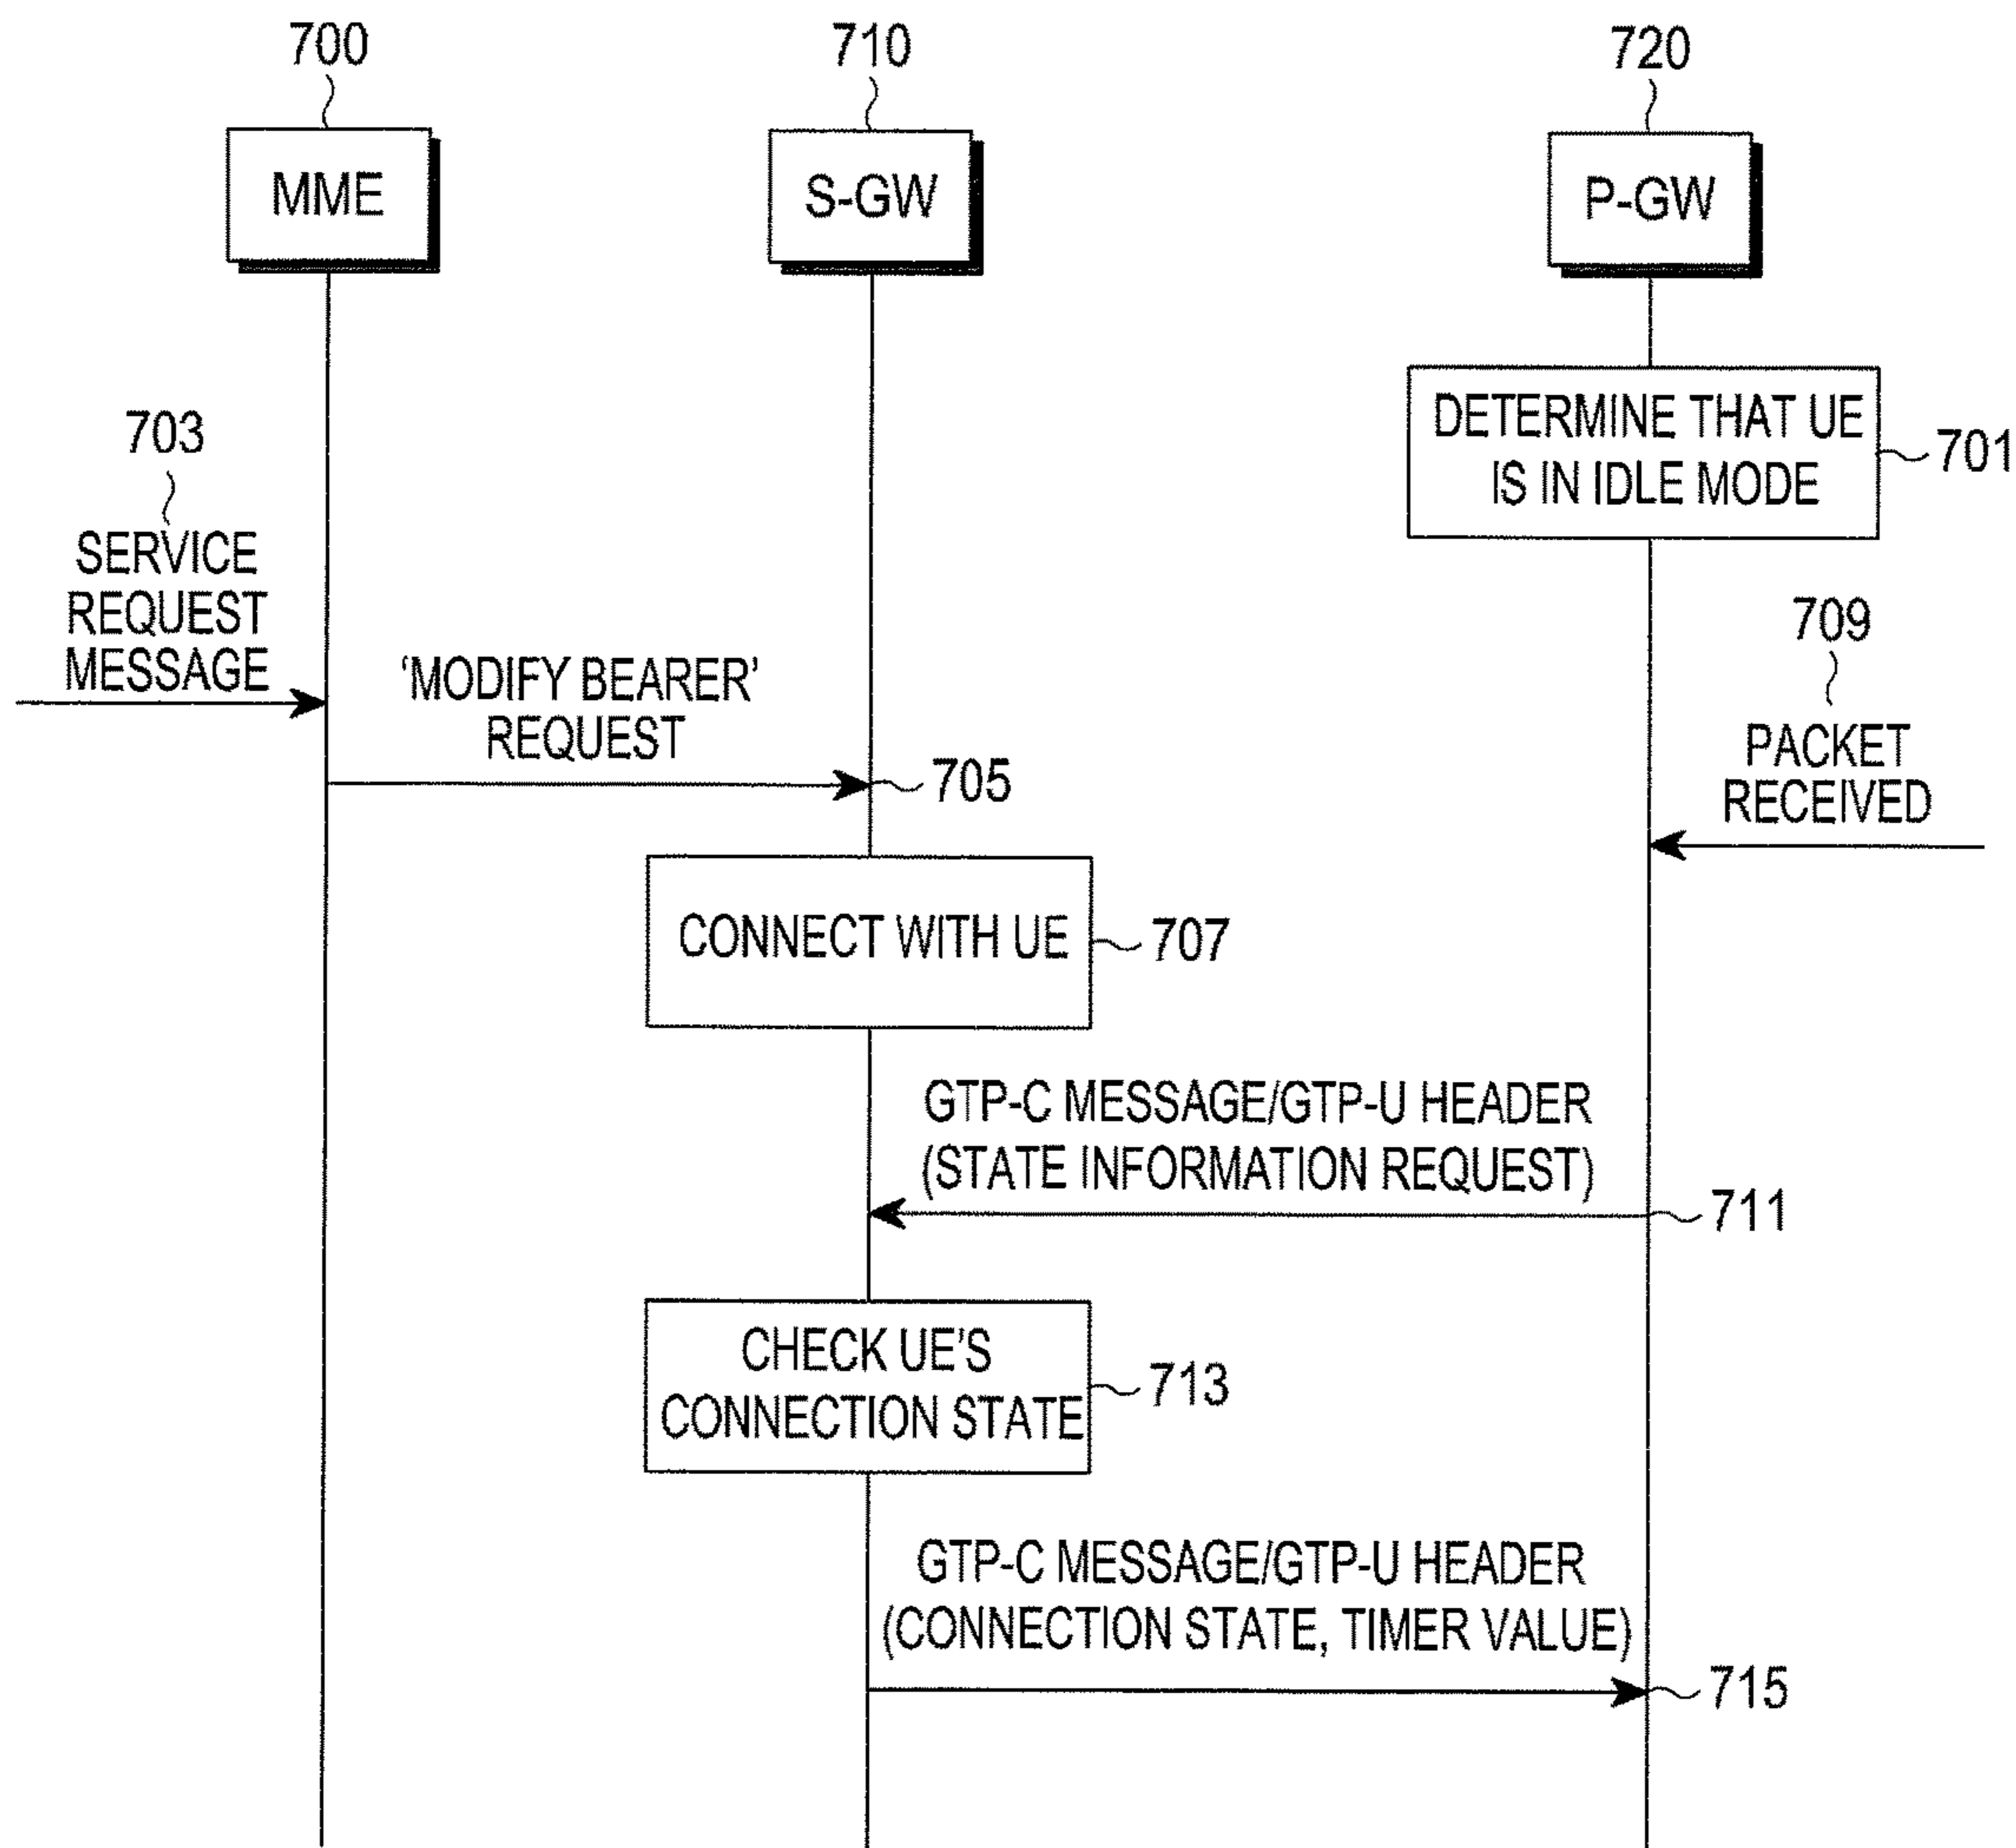 700
710
720
MME
S-GW
P-GW
DETERMINE THAT UE
IS IN IDLE MODE
701
703
SERVICE
REQUEST
MESSAGE
'MODIFY BEARER'
REQUEST
705
709
PACKET
RECEIVED
CONNECT WITH UE
707
GTP-C MESSAGE/GTP-U HEADER
(STATE INFORMATION REQUEST)
711
CHECK UE'S
CONNECTION STATE
713
GTP-C MESSAGE/GTP-U HEADER
(CONNECTION STATE, TIMER VALUE)
715